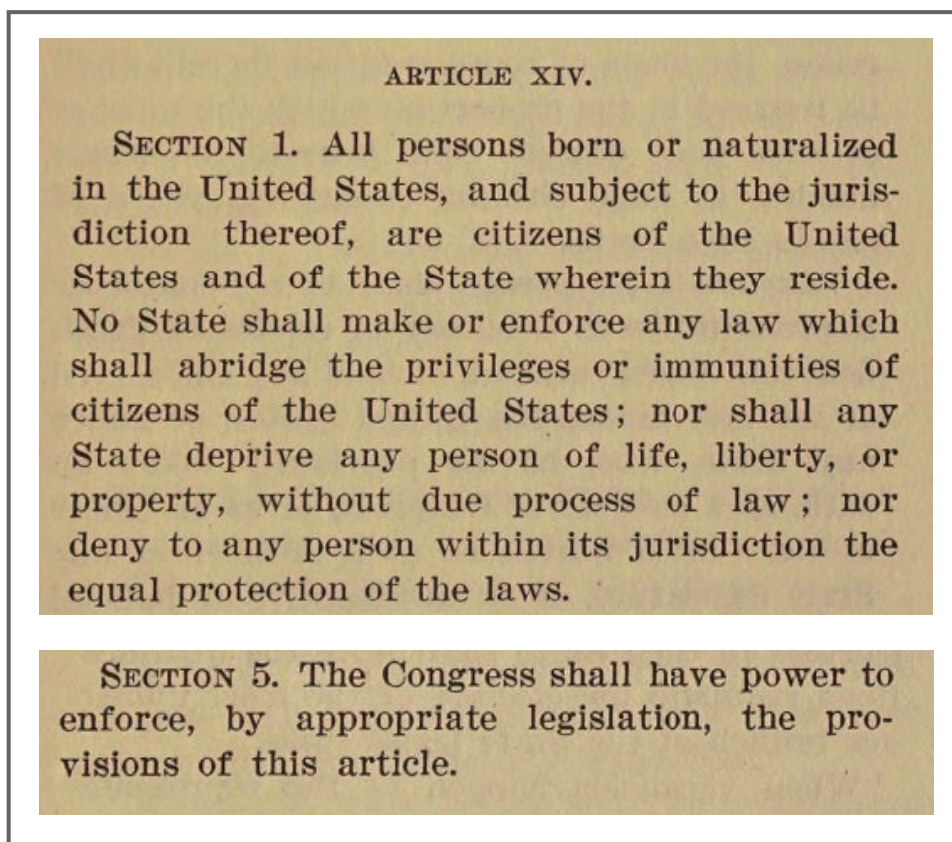 ARTICLE XIV.
SECTION 1. All persons born or naturalized
in the United States, and subject to the juris-
diction thereof, are citizens of the United
States and of the State wherein they reside.
No State shall make or enforce any law which
shall abridge the privileges or immunities of
citizens of the United States; nor shall any
State deprive any person of life, liberty, or
property, without due process of law; nor
deny to any person within its jurisdiction the
equal protection of the laws.
SECTION 5. The Congress shall have power to
enforce, by appropriate legislation, the pro-
visions of this article.